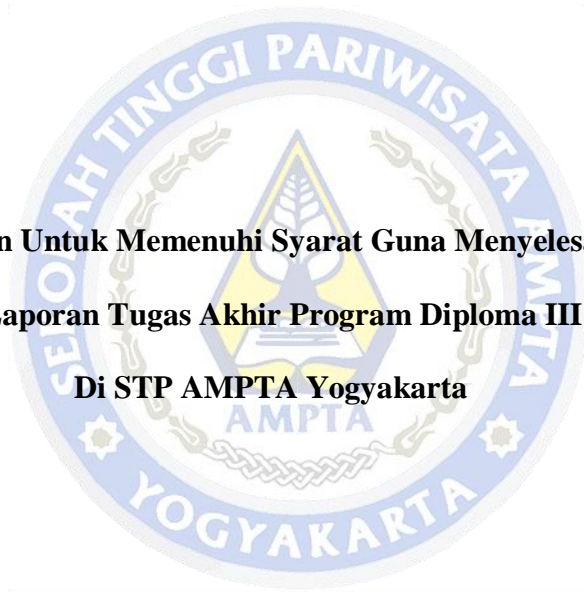 SEKOLAH TINGGI PARIWISATA AMPTA
n Untuk Memenuhi Syarat Guna Menyeles
Laporan Tugas Akhir Program Diploma III
Di STP AMPTA Yogyakarta
AMPTA
YOGYAKARTA